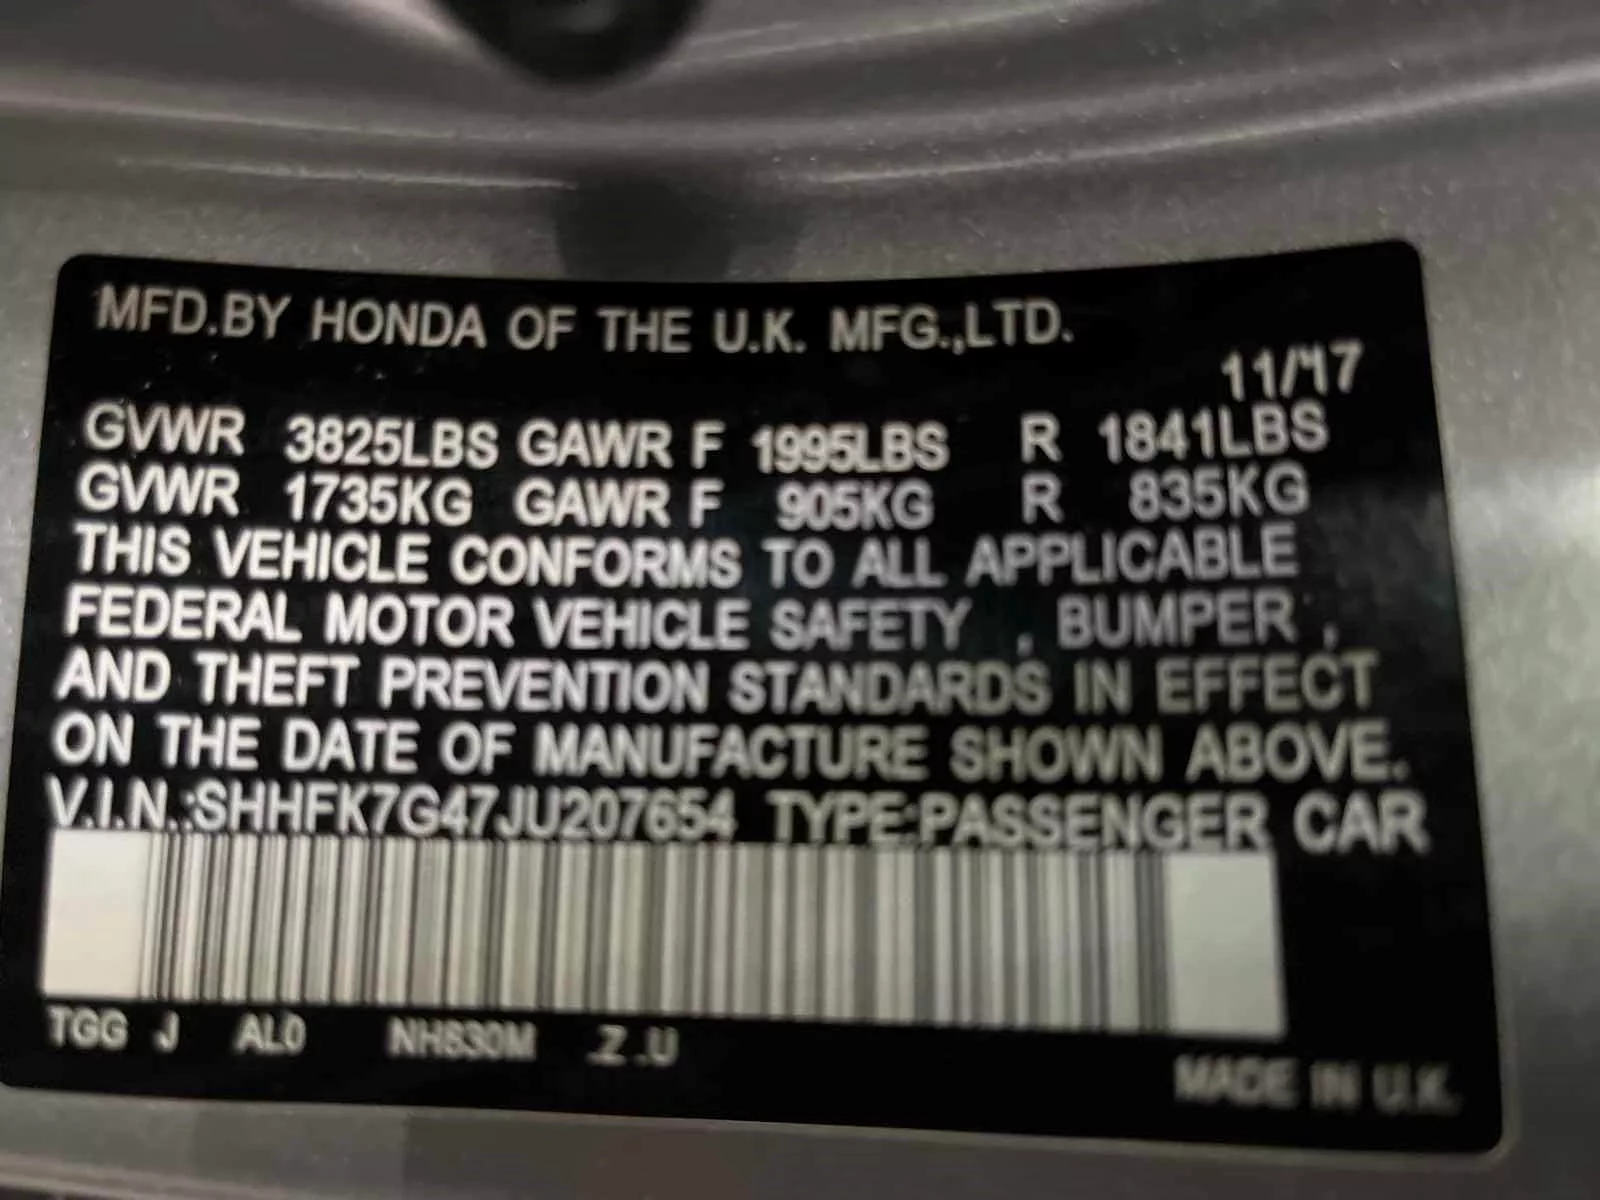 MFD.BY HONDA OF THE U.K. MFG.,LTD.
11/'17
GVWR 3825LBS GAWR F 1995LBS R 1841LBS
GVWR 1735KG GAWR F 905KG R 835KG
THIS VEHICLE CONFORMS TO ALL APPLICABLE
FEDERAL MOTOR VEHICLE SAFETY , BUMPER ,
AND THEFT PREVENTION STANDARDS IN EFFECT
ON THE DATE OF MANUFACTURE SHOWN ABOVE.
V.I.N.:SHHFK7G47JU207654 TYPE:PASSENGER CAR
TGG J AL0 NH830M .Z .U
MADE IN U.K.